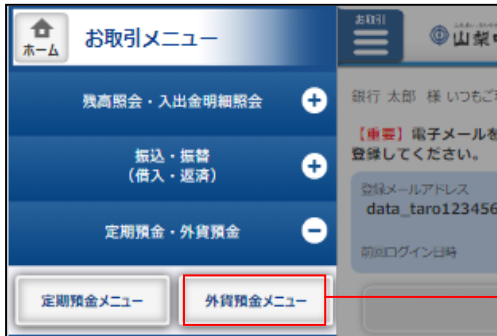 ホーム
お取引メニュー
残高照会・入出金明細照会
振込・振替
(借入・返済)
定期預金・外貨預金
定期預金メニュー
外貨預金メニュー
お取引
山梨
銀行 太郎 様 いつもご
【重要】電子メールを
登録してください。
登録メールアドレス
data_taro123456
前回ログイン日時